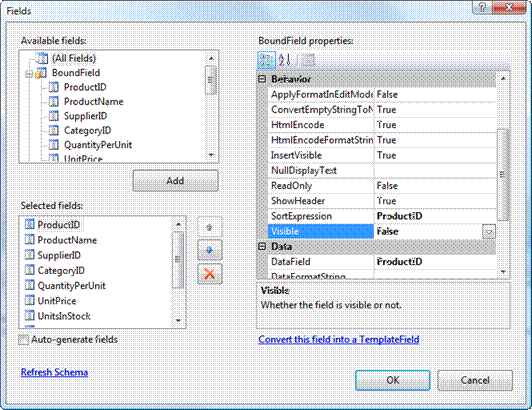 Fields
Available fields:
(All Fields)
BoundField
ProductID
ProductName
SupplierID
CategoryID
QuantityPerUnit
UnitPrice
Add
Selected fields:
ProductID
ProductName
SupplierID
CategoryID
QuantityPerUnit
UnitPrice
UnitsInStock
Auto-generate fields
Refresh Schema
BoundField properties:
Behavior
ApplyFormatInEditMode False
ConvertEmptyStringToN True
HtmlEncode True
HtmlEncodeFormatStrin True
InsertVisible True
NullDisplayText
ReadOnly False
ShowHeader True
SortExpression ProductID
Visible False
Data
DataField ProductID
DataFormatString
Visible
Whether the field is visible or not.
Convert this field into a TemplateField
OK
Cancel